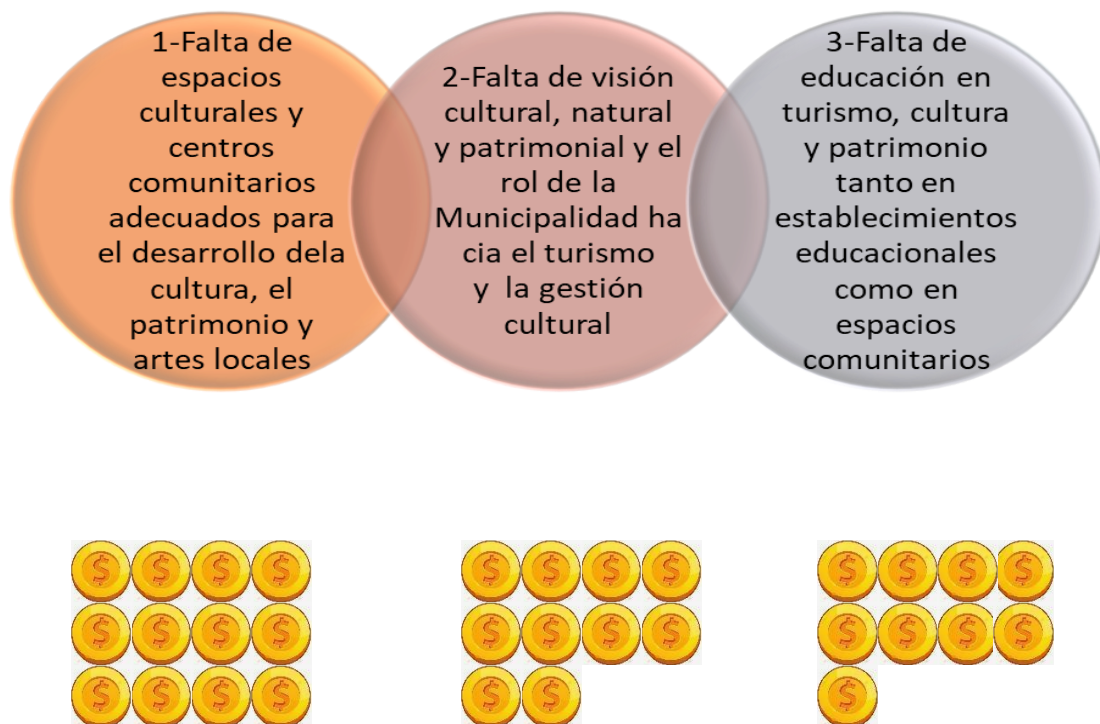 1-Falta de
espacios
culturales y
centros
comunitarios
adecuados para
el desarrollo dela
cultura, el
patrimonio y
artes locales
2-Falta de visión
cultural, natural
y patrimonial y el
rol de la
Municipalidad ha
cia el turismo
y  la gestión
cultural
3-Falta de
educación en
turismo, cultura
y patrimonio
tanto en
establecimientos
educacionales
como en
espacios
comunitarios
$ $ $ $
$ $ $ $
$ $ $ $
$ $ $ $
$ $ $ $
$ $
$ $ $ $
$ $ $ $
$